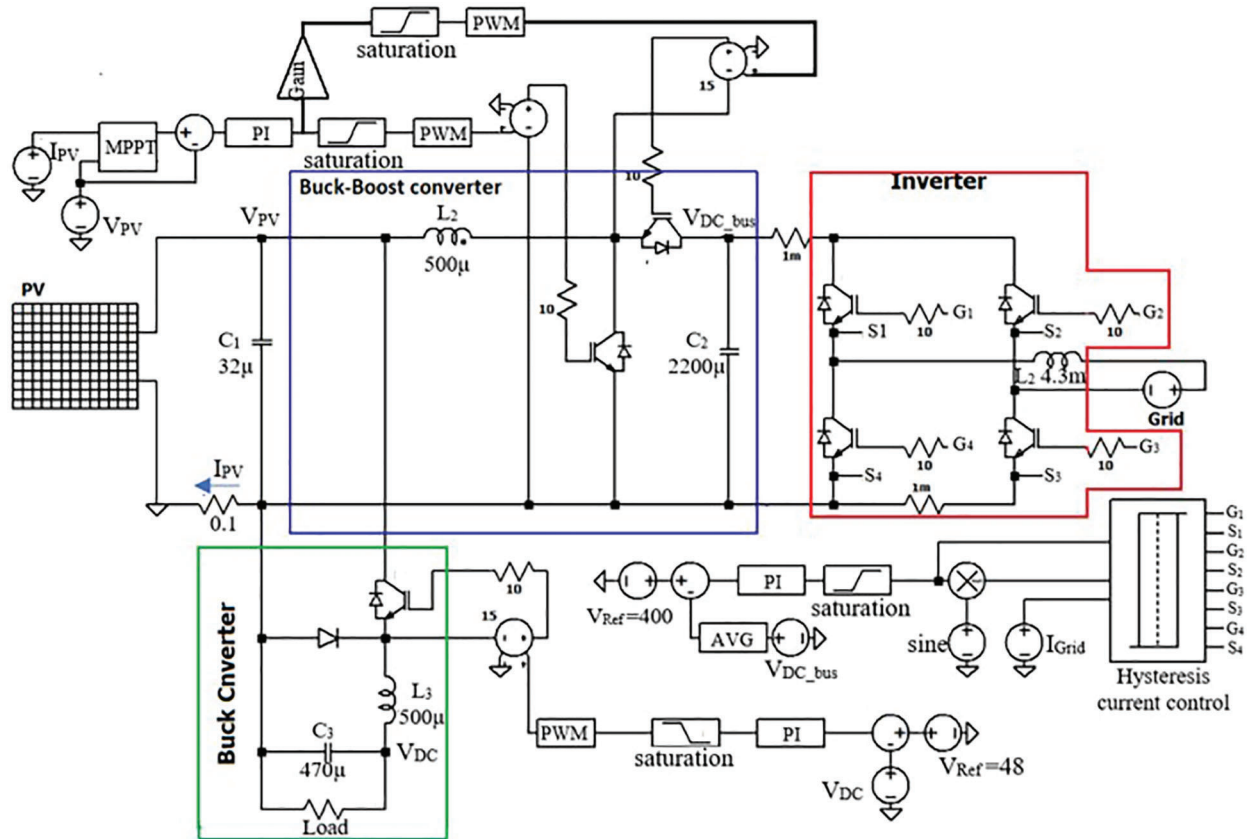 saturation
PWM
Gain
15
10
IPV
MPPT
+
-
PI
saturation
PWM
VPV
Buck-Boost converter
Inverter
VPV
L2
500μ
VDC_bus
1m
PV
C1
32μ
10
C2
2200μ
S1
10
G1
S2
10
G2
L2 4.3m
Grid
IPV
0.1
S4
10
G4
S3
10
G3
1m
Buck Cnverter
10
15
L3
500μ
C3
470μ
VDC
Load
VRef=400
PI
saturation
AVG
VDC_bus
sine
IGrid
G1
S1
G2
S2
G3
S3
G4
S4
Hysteresis
current control
PWM
saturation
PI
VRef=48
VDC